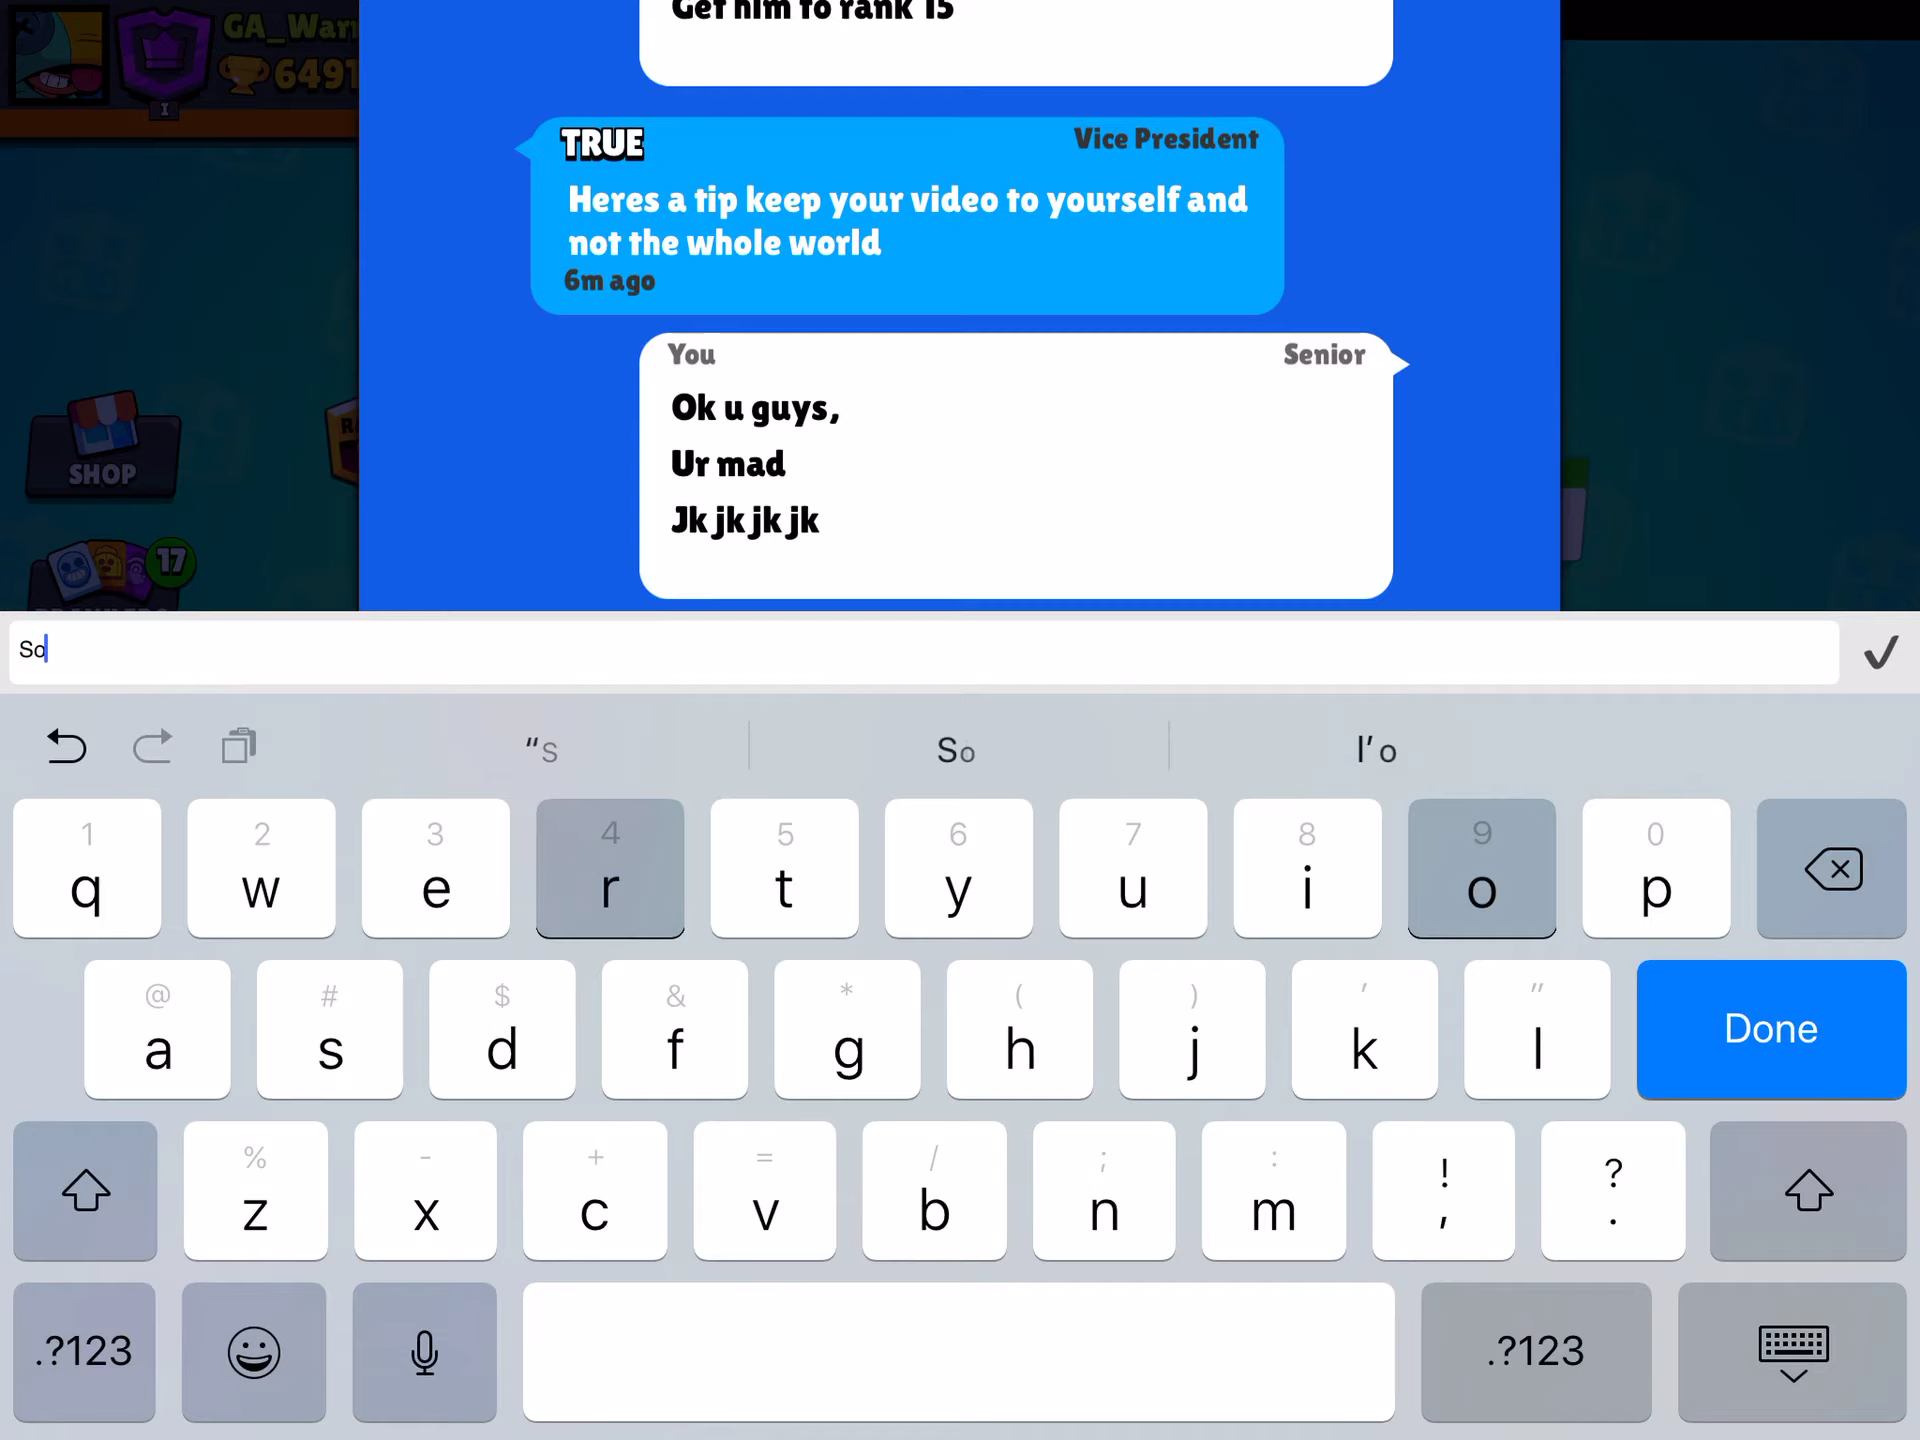 GA_Warr
6491
I
Get him to rank 15
TRUE
Vice President
Heres a tip keep your video to yourself and
not the whole world
6m ago
You
Senior
Ok u guys,
Ur mad
Jk jk jk jk
SHOP
17
So
“s
So
I’o
1 2 3 4 5 6 7 8 9 0
q w e r t y u i o p
@ # $ & * ( ) ' "
a s d f g h j k l
Done
% - + = / ; : ! ?
z x c v b n m , .
.?123
.?123